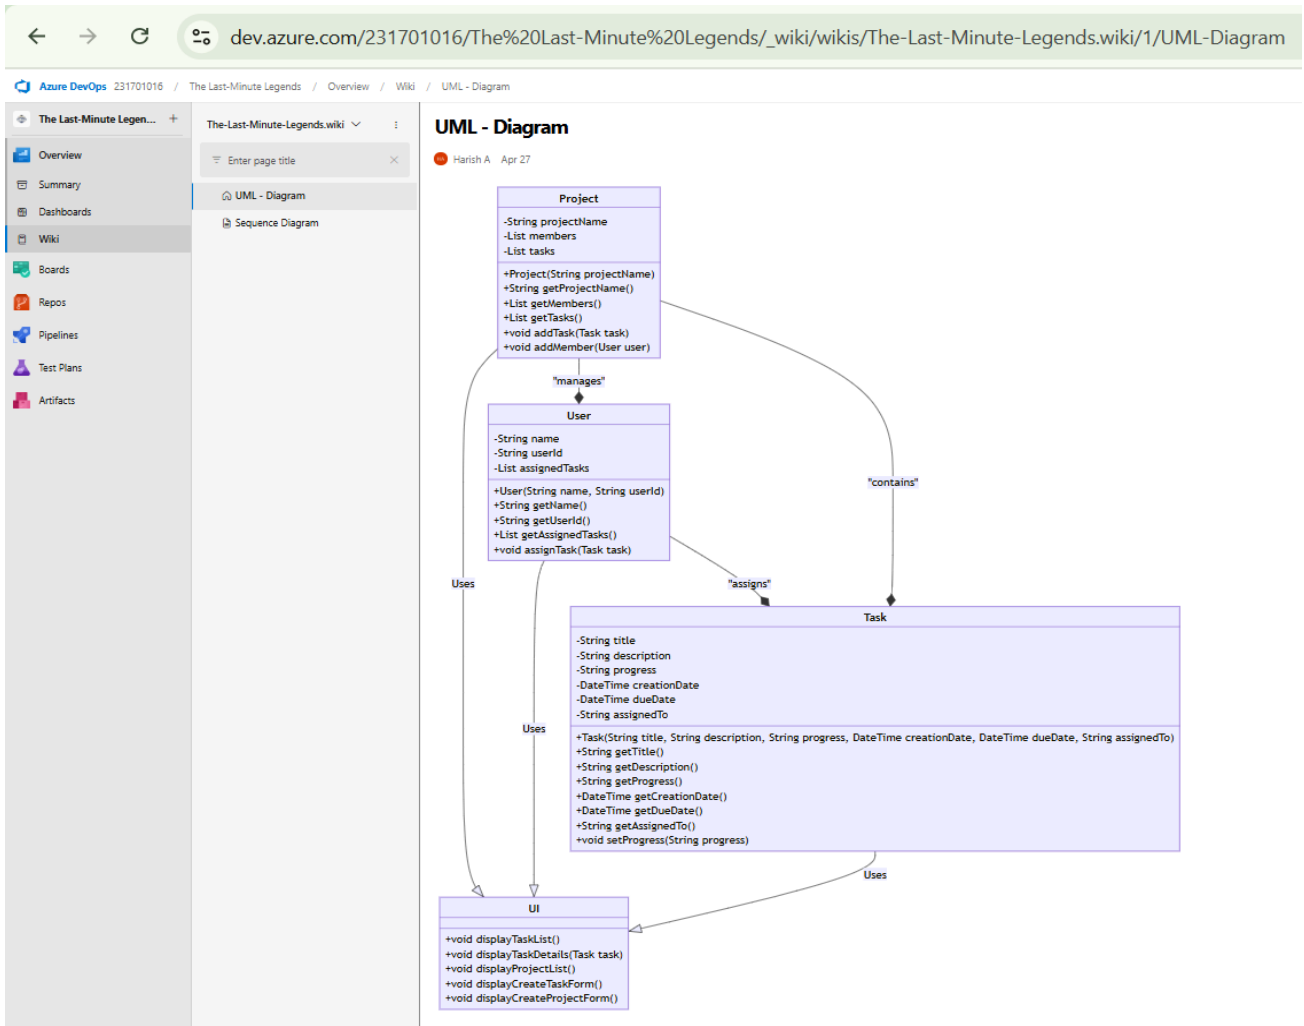 dev.azure.com/231701016/The%20Last-Minute%20Legends/_wiki/wikis/The-Last-Minute-Legends.wiki/1/UML-Diagram
Azure DevOps 231701016 / The Last-Minute Legends / Overview / Wiki / UML - Diagram
The Last-Minute Legen... +
Overview
Summary
Dashboards
Wiki
Boards
Repos
Pipelines
Test Plans
Artifacts
The-Last-Minute-Legends.wiki
Enter page title
UML - Diagram
Sequence Diagram
UML - Diagram
Harish A Apr 27
Project
-String projectName
-List members
-List tasks
+Project(String projectName)
+String getProjectName()
+List getMembers()
+List getTasks()
+void addTask(Task task)
+void addMember(User user)
"manages"
User
-String name
-String userId
-List assignedTasks
+User(String name, String userId)
+String getName()
+String getUserId()
+List getAssignedTasks()
+void assignTask(Task task)
"contains"
Uses
"assigns"
Task
-String title
-String description
-String progress
-DateTime creationDate
-DateTime dueDate
-String assignedTo
+Task(String title, String description, String progress, DateTime creationDate, DateTime dueDate, String assignedTo)
+String getTitle()
+String getDescription()
+String getProgress()
+DateTime getCreationDate()
+DateTime getDueDate()
+String getAssignedTo()
+void setProgress(String progress)
Uses
Uses
UI
+void displayTaskList()
+void displayTaskDetails(Task task)
+void displayProjectList()
+void displayCreateTaskForm()
+void displayCreateProjectForm()